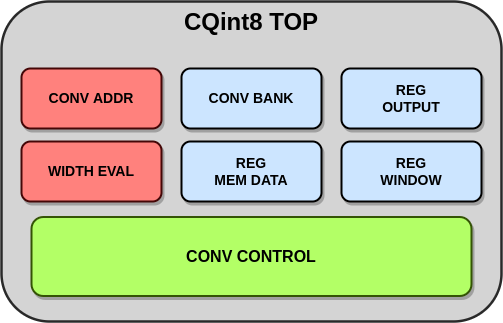 CQint8 TOP
CONV ADDR
CONV BANK
REG
OUTPUT
WIDTH EVAL
REG
MEM DATA
REG
WINDOW
CONV CONTROL